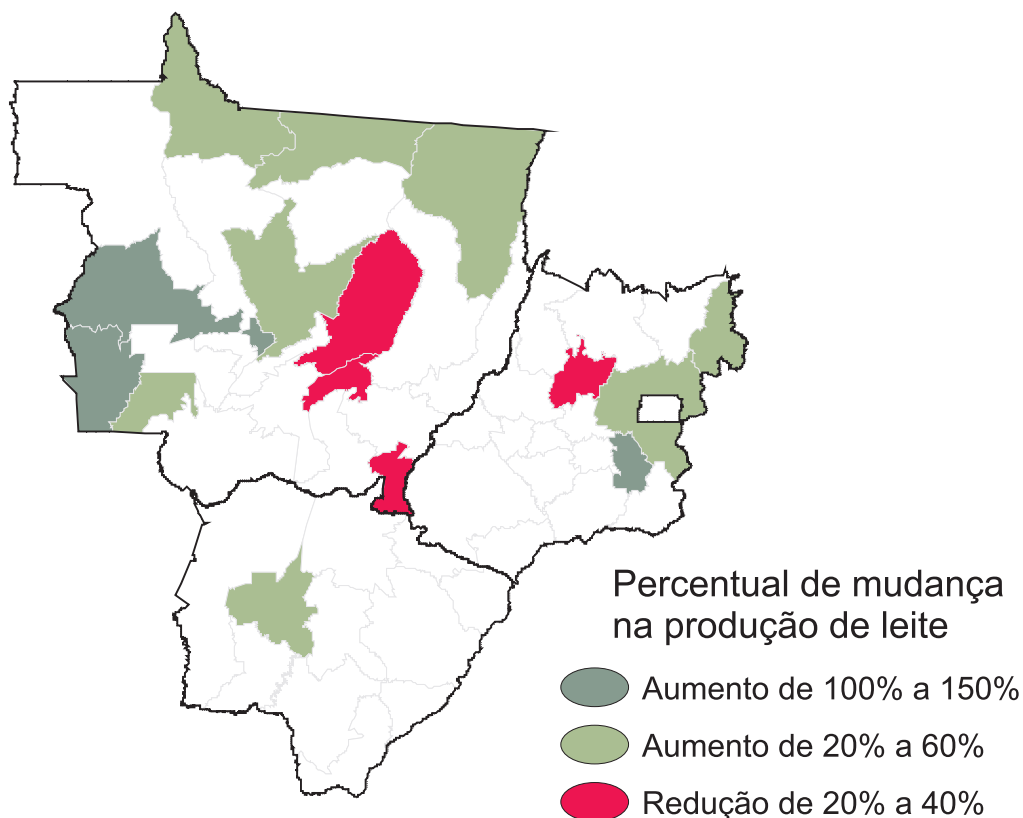 Percentual de mudança
na produção de leite
Aumento de 100% a 150%
Aumento de 20% a 60%
Redução de 20% a 40%